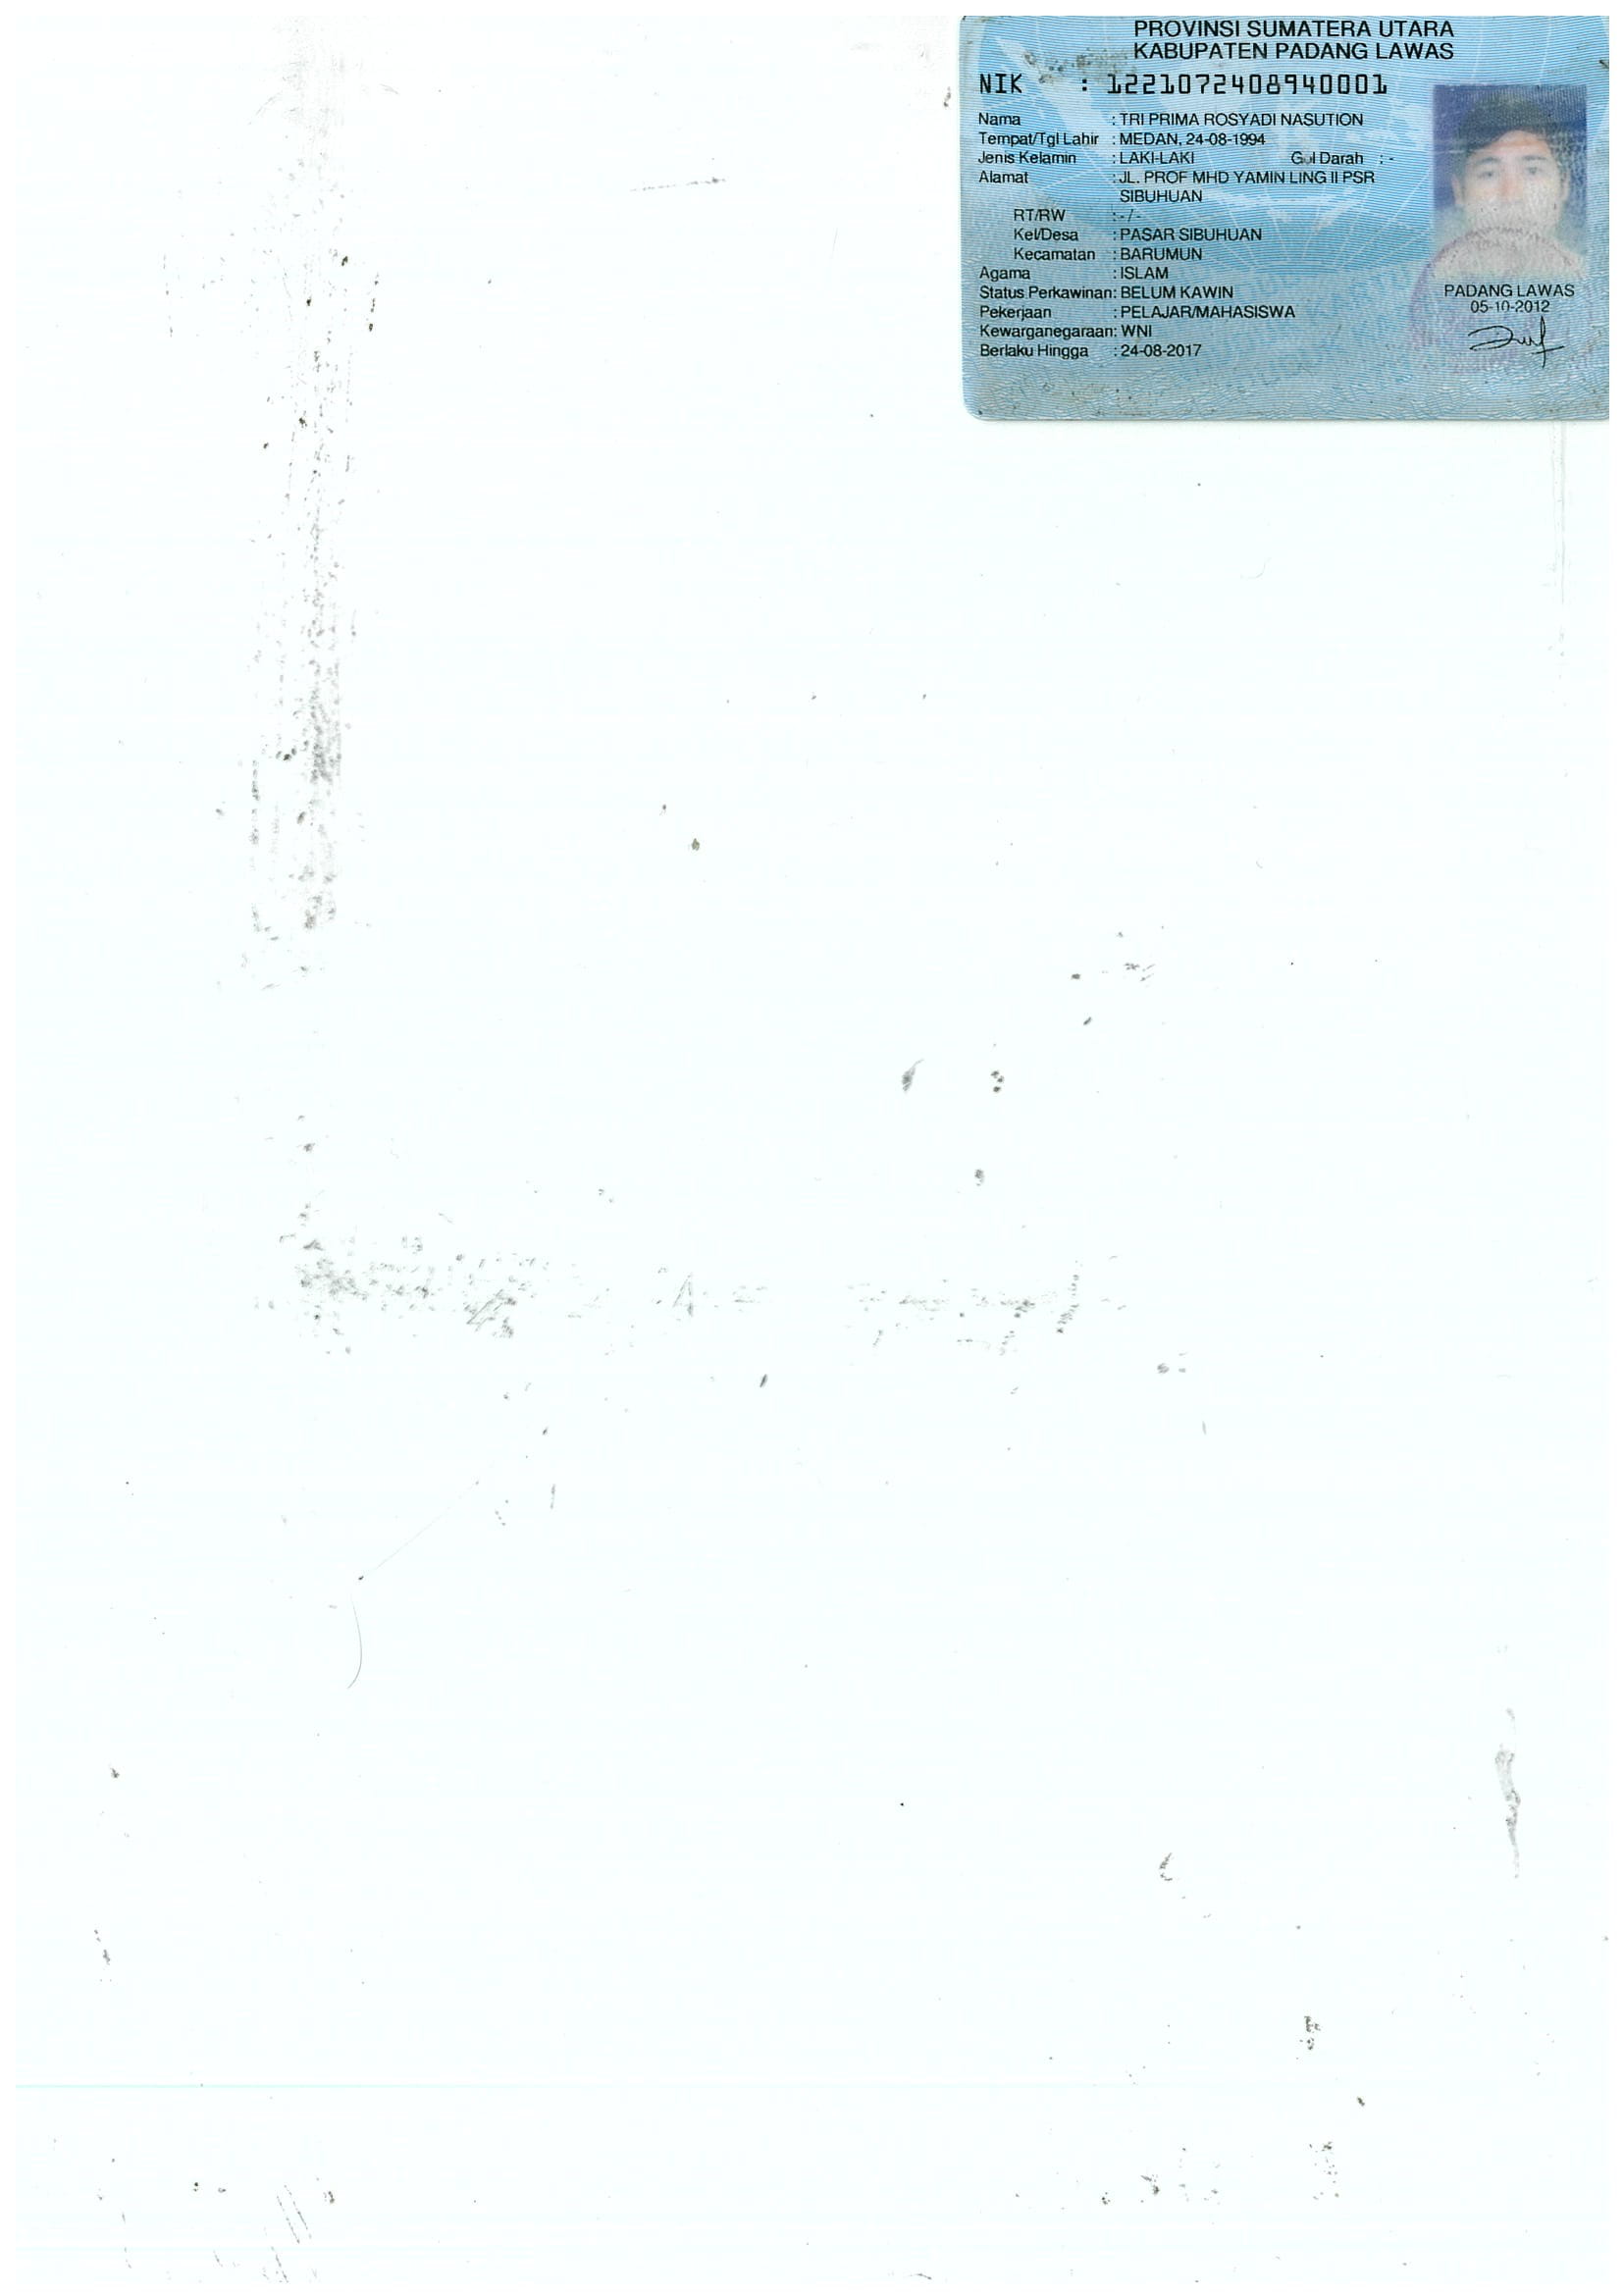 PROVINSI SUMATERA UTARA
KABUPATEN PADANG LAWAS
NIK : 1221072408940001
Nama : TRI PRIMA ROSYADI NASUTION
Tempat/Tgl Lahir : MEDAN, 24-08-1994
Jenis Kelamin : LAKI-LAKI Gol Darah : -
Alamat : JL. PROF MHD YAMIN LING II PSR
SIBUHUAN
RT/RW : - / -
Kel/Desa : PASAR SIBUHUAN
Kecamatan : BARUMUN
Agama : ISLAM
Status Perkawinan: BELUM KAWIN
Pekerjaan : PELAJAR/MAHASISWA
Kewarganegaraan: WNI
Berlaku Hingga : 24-08-2017
PADANG LAWAS
05-10-2012